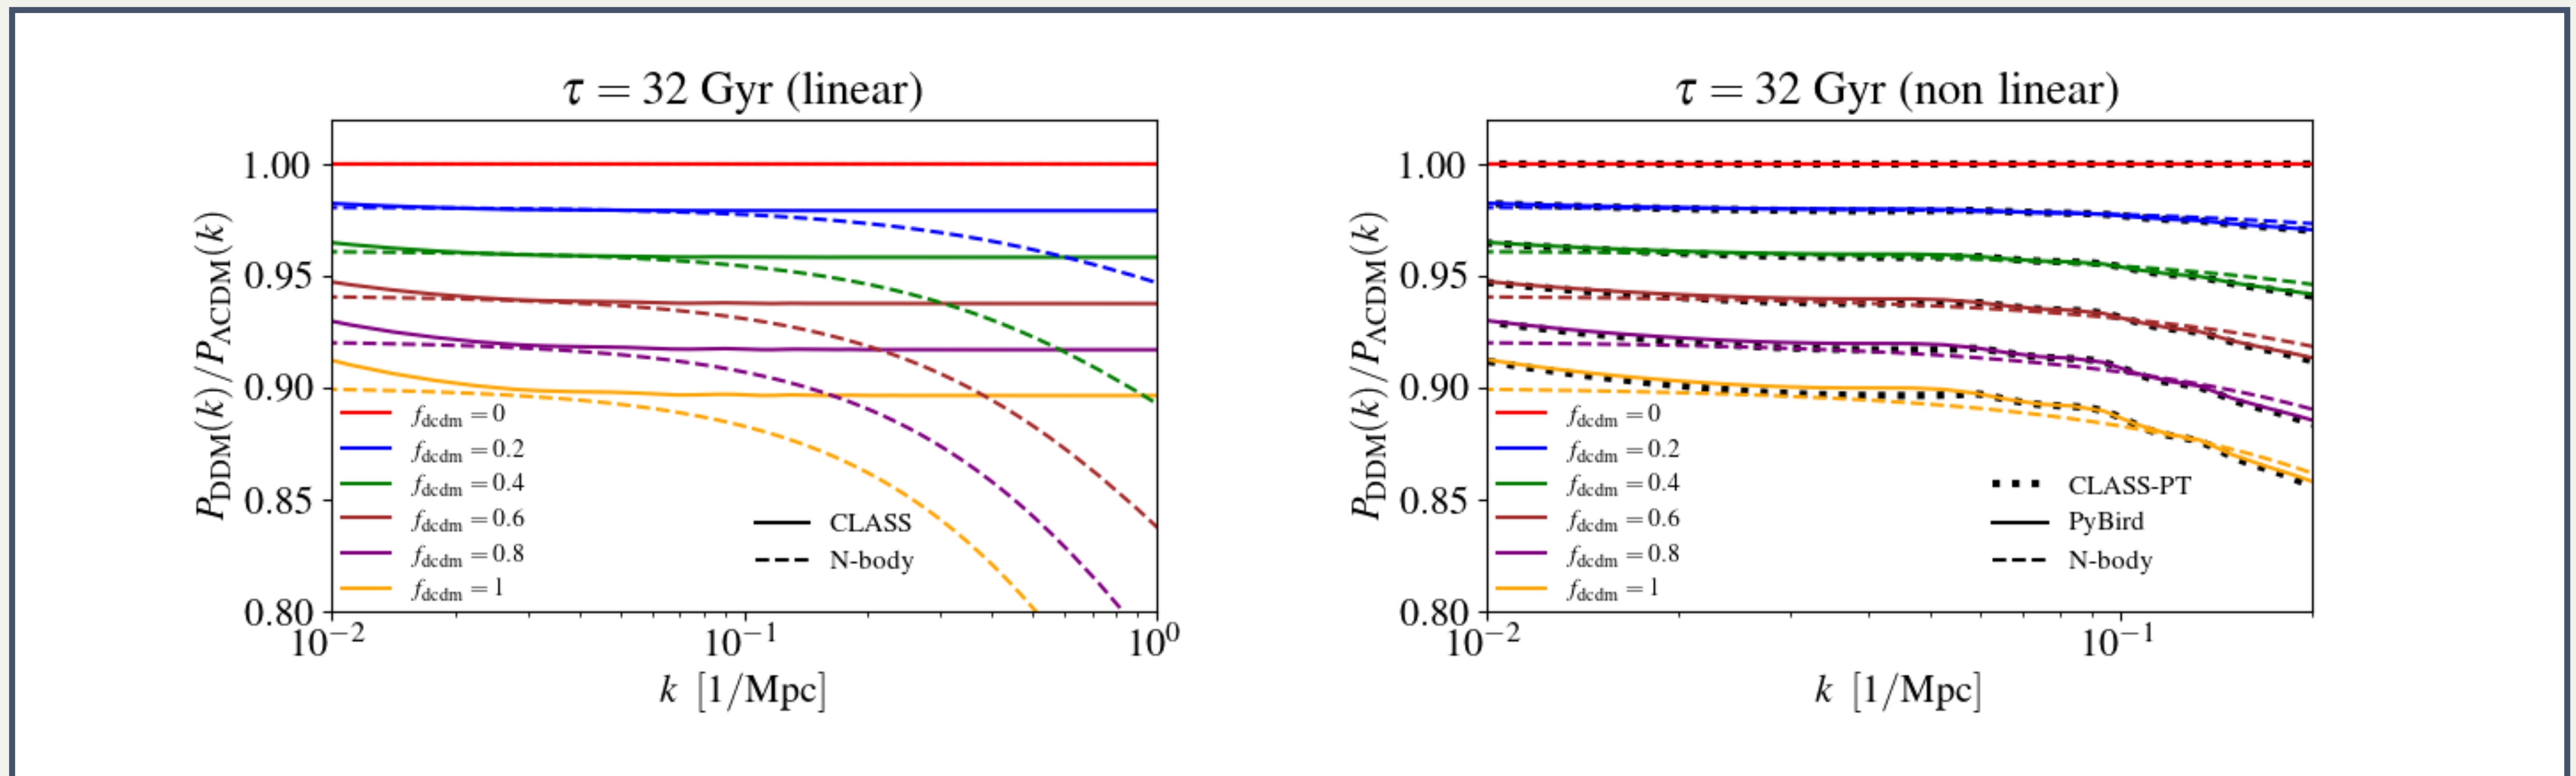 τ = 32 Gyr (linear)
P_DDM(k)/P_ΛCDM(k)
1.00
0.95
0.90
0.85
0.80
f_dcdm = 0
f_dcdm = 0.2
f_dcdm = 0.4
f_dcdm = 0.6
f_dcdm = 0.8
f_dcdm = 1
CLASS
N-body
10⁻²
10⁻¹
10⁰
k [1/Mpc]
τ = 32 Gyr (non linear)
P_DDM(k)/P_ΛCDM(k)
1.00
0.95
0.90
0.85
0.80
f_dcdm = 0
f_dcdm = 0.2
f_dcdm = 0.4
f_dcdm = 0.6
f_dcdm = 0.8
f_dcdm = 1
CLASS-PT
PyBird
N-body
10⁻²
10⁻¹
k [1/Mpc]